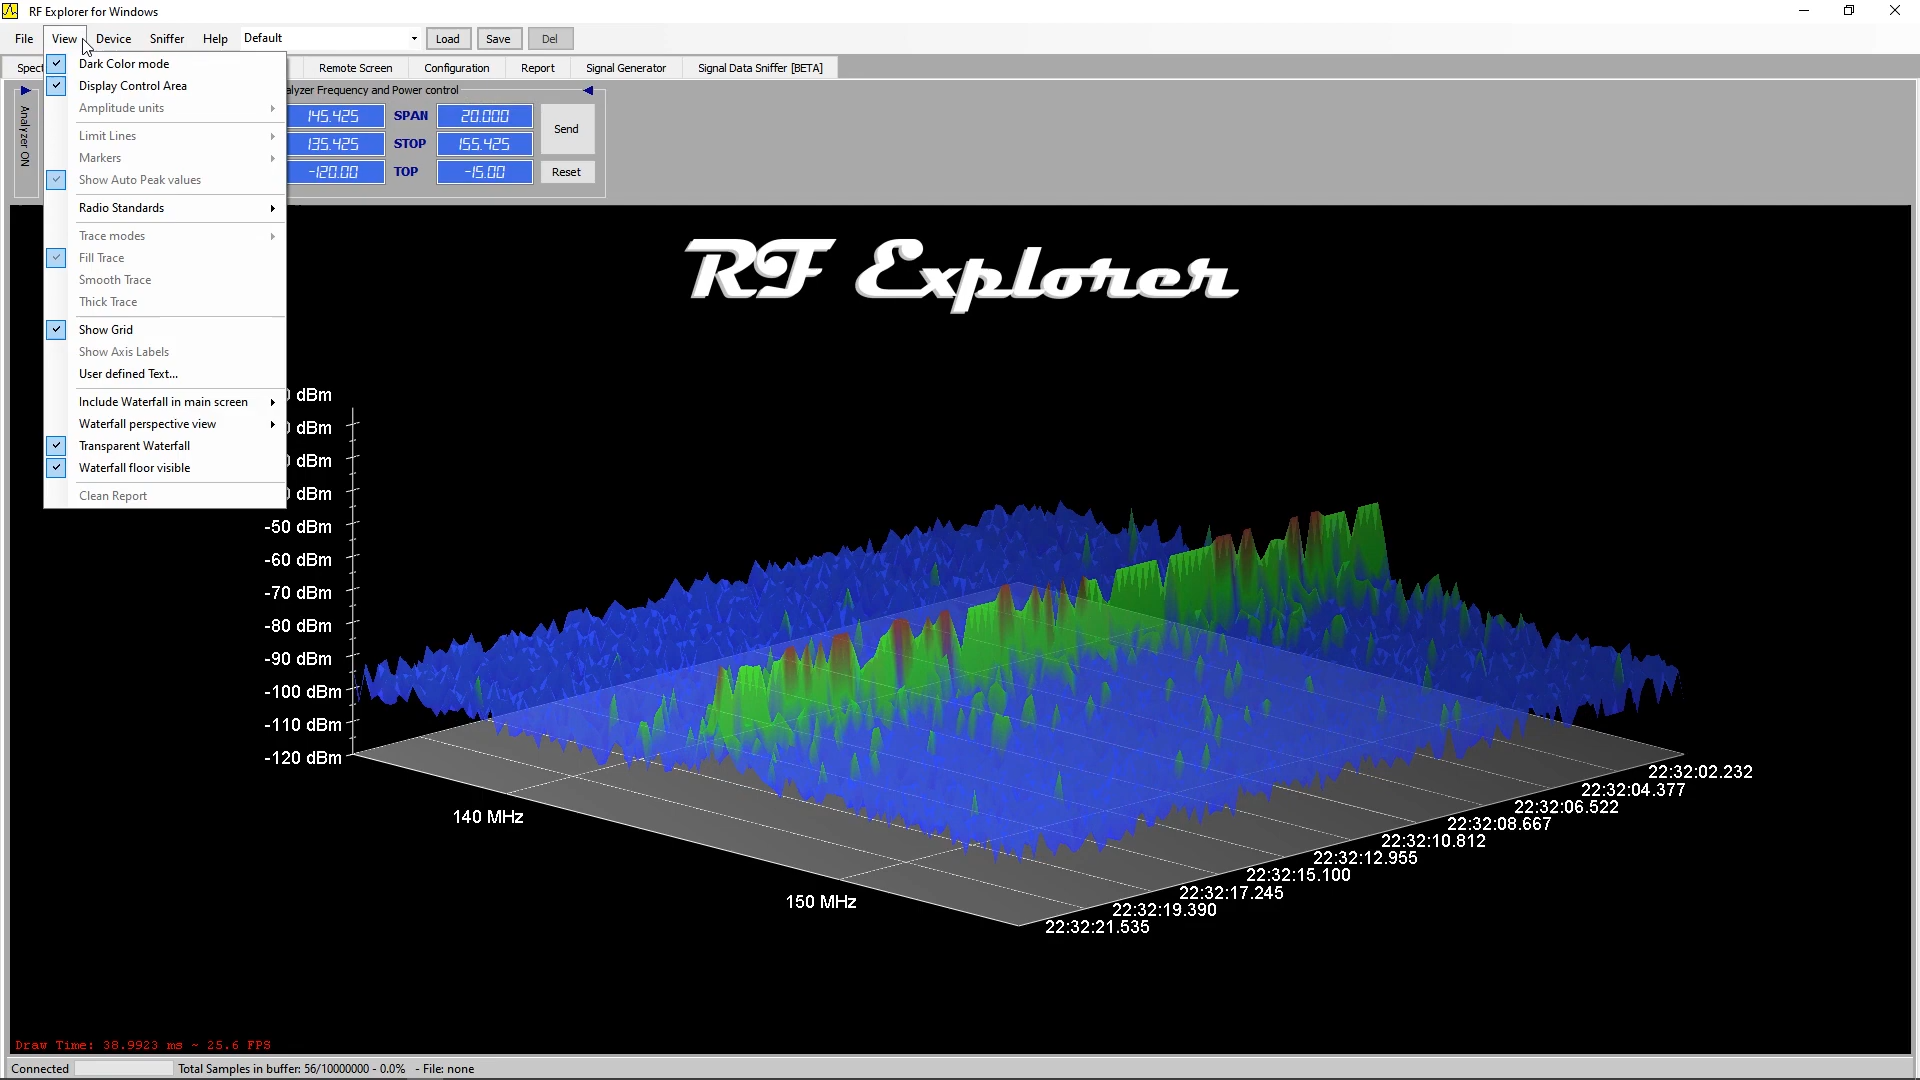 RF Explorer for Windows
File View Device Sniffer Help Default Load Save Del
Remote Screen Configuration Report Signal Generator Signal Data Sniffer [BETA]
Frequency and Power control
Analyzer ON
145.425 SPAN 20.000 Send
135.425 STOP 155.425
-120.00 TOP -15.00 Reset
Dark Color mode
Display Control Area
Amplitude units
Limit Lines
Markers
Show Auto Peak values
Radio Standards
Trace modes
Fill Trace
Smooth Trace
Thick Trace
Show Grid
Show Axis Labels
User defined Text...
Include Waterfall in main screen
Waterfall perspective view
Transparent Waterfall
Waterfall floor visible
Clean Report
RF Explorer
dBm
dBm
dBm
dBm
-50 dBm
-60 dBm
-70 dBm
-80 dBm
-90 dBm
-100 dBm
-110 dBm
-120 dBm
140 MHz
150 MHz
22:32:02.232
22:32:04.377
22:32:06.522
22:32:08.667
22:32:10.812
22:32:12.955
22:32:15.100
22:32:17.245
22:32:19.390
22:32:21.535
Draw Time: 38.9923 ms ~ 25.6 FPS
Connected Total Samples in buffer: 56/10000000 - 0.0% - File: none